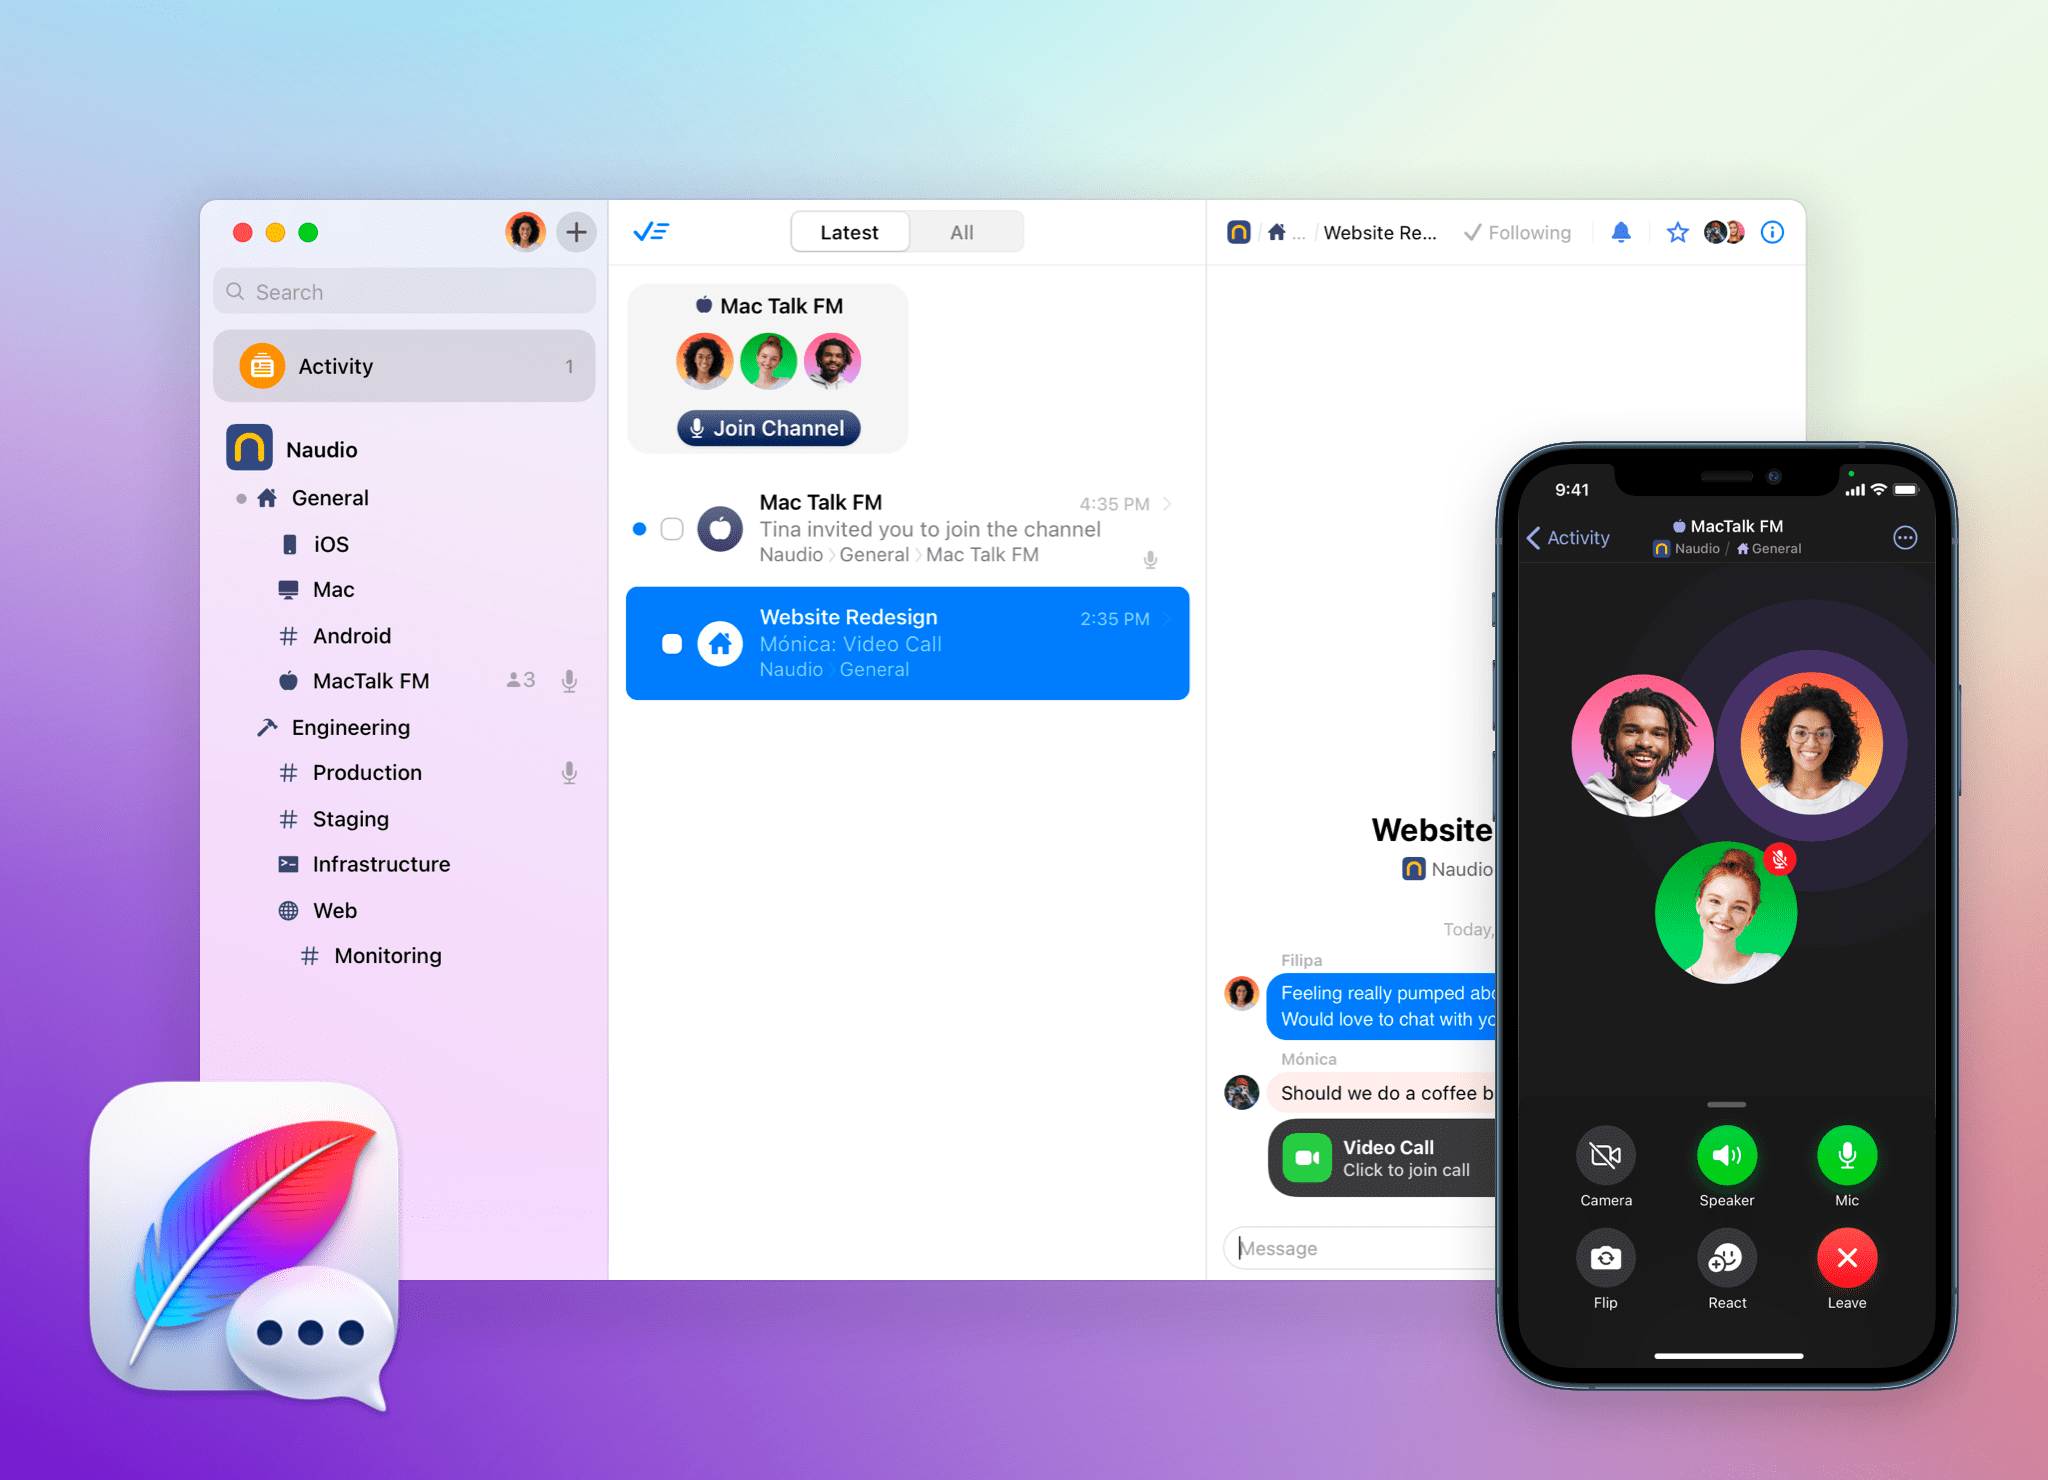 Search
Activity 1
Naudio
General
iOS
Mac
Android
MacTalk FM 3
Engineering
Production
Staging
Infrastructure
Web
Monitoring
Latest All
Mac Talk FM
Join Channel
Mac Talk FM 4:35 PM
Tina invited you to join the channel
Naudio General Mac Talk FM
Website Redesign 2:35 PM
Mónica: Video Call
Naudio General
/ ... / Website Re... Following
Website
Naudio
Today,
Filipa
Feeling really pumped abo
Would love to chat with yo
Mónica
Should we do a coffee b
Video Call
Click to join call
Message
9:41
Activity
MacTalk FM
Naudio / General
Camera Speaker Mic
Flip React Leave